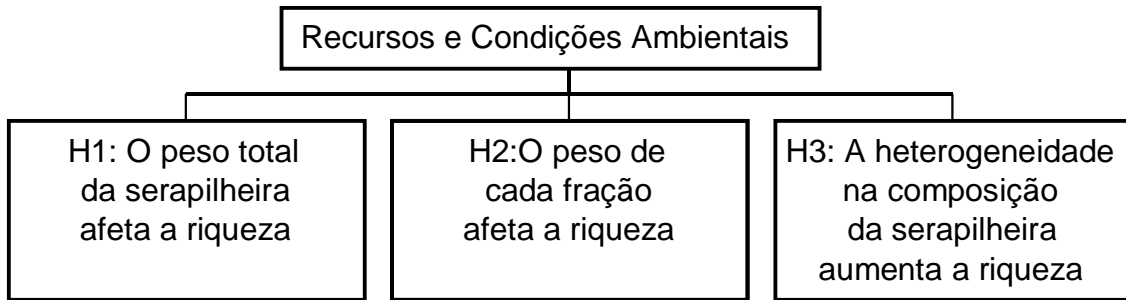 Recursos e Condições Ambientais
H1: O peso total
da serapilheira
afeta a riqueza
H2:O peso de
cada fração
afeta a riqueza
H3: A heterogeneidade
na composição
da serapilheira
aumenta a riqueza